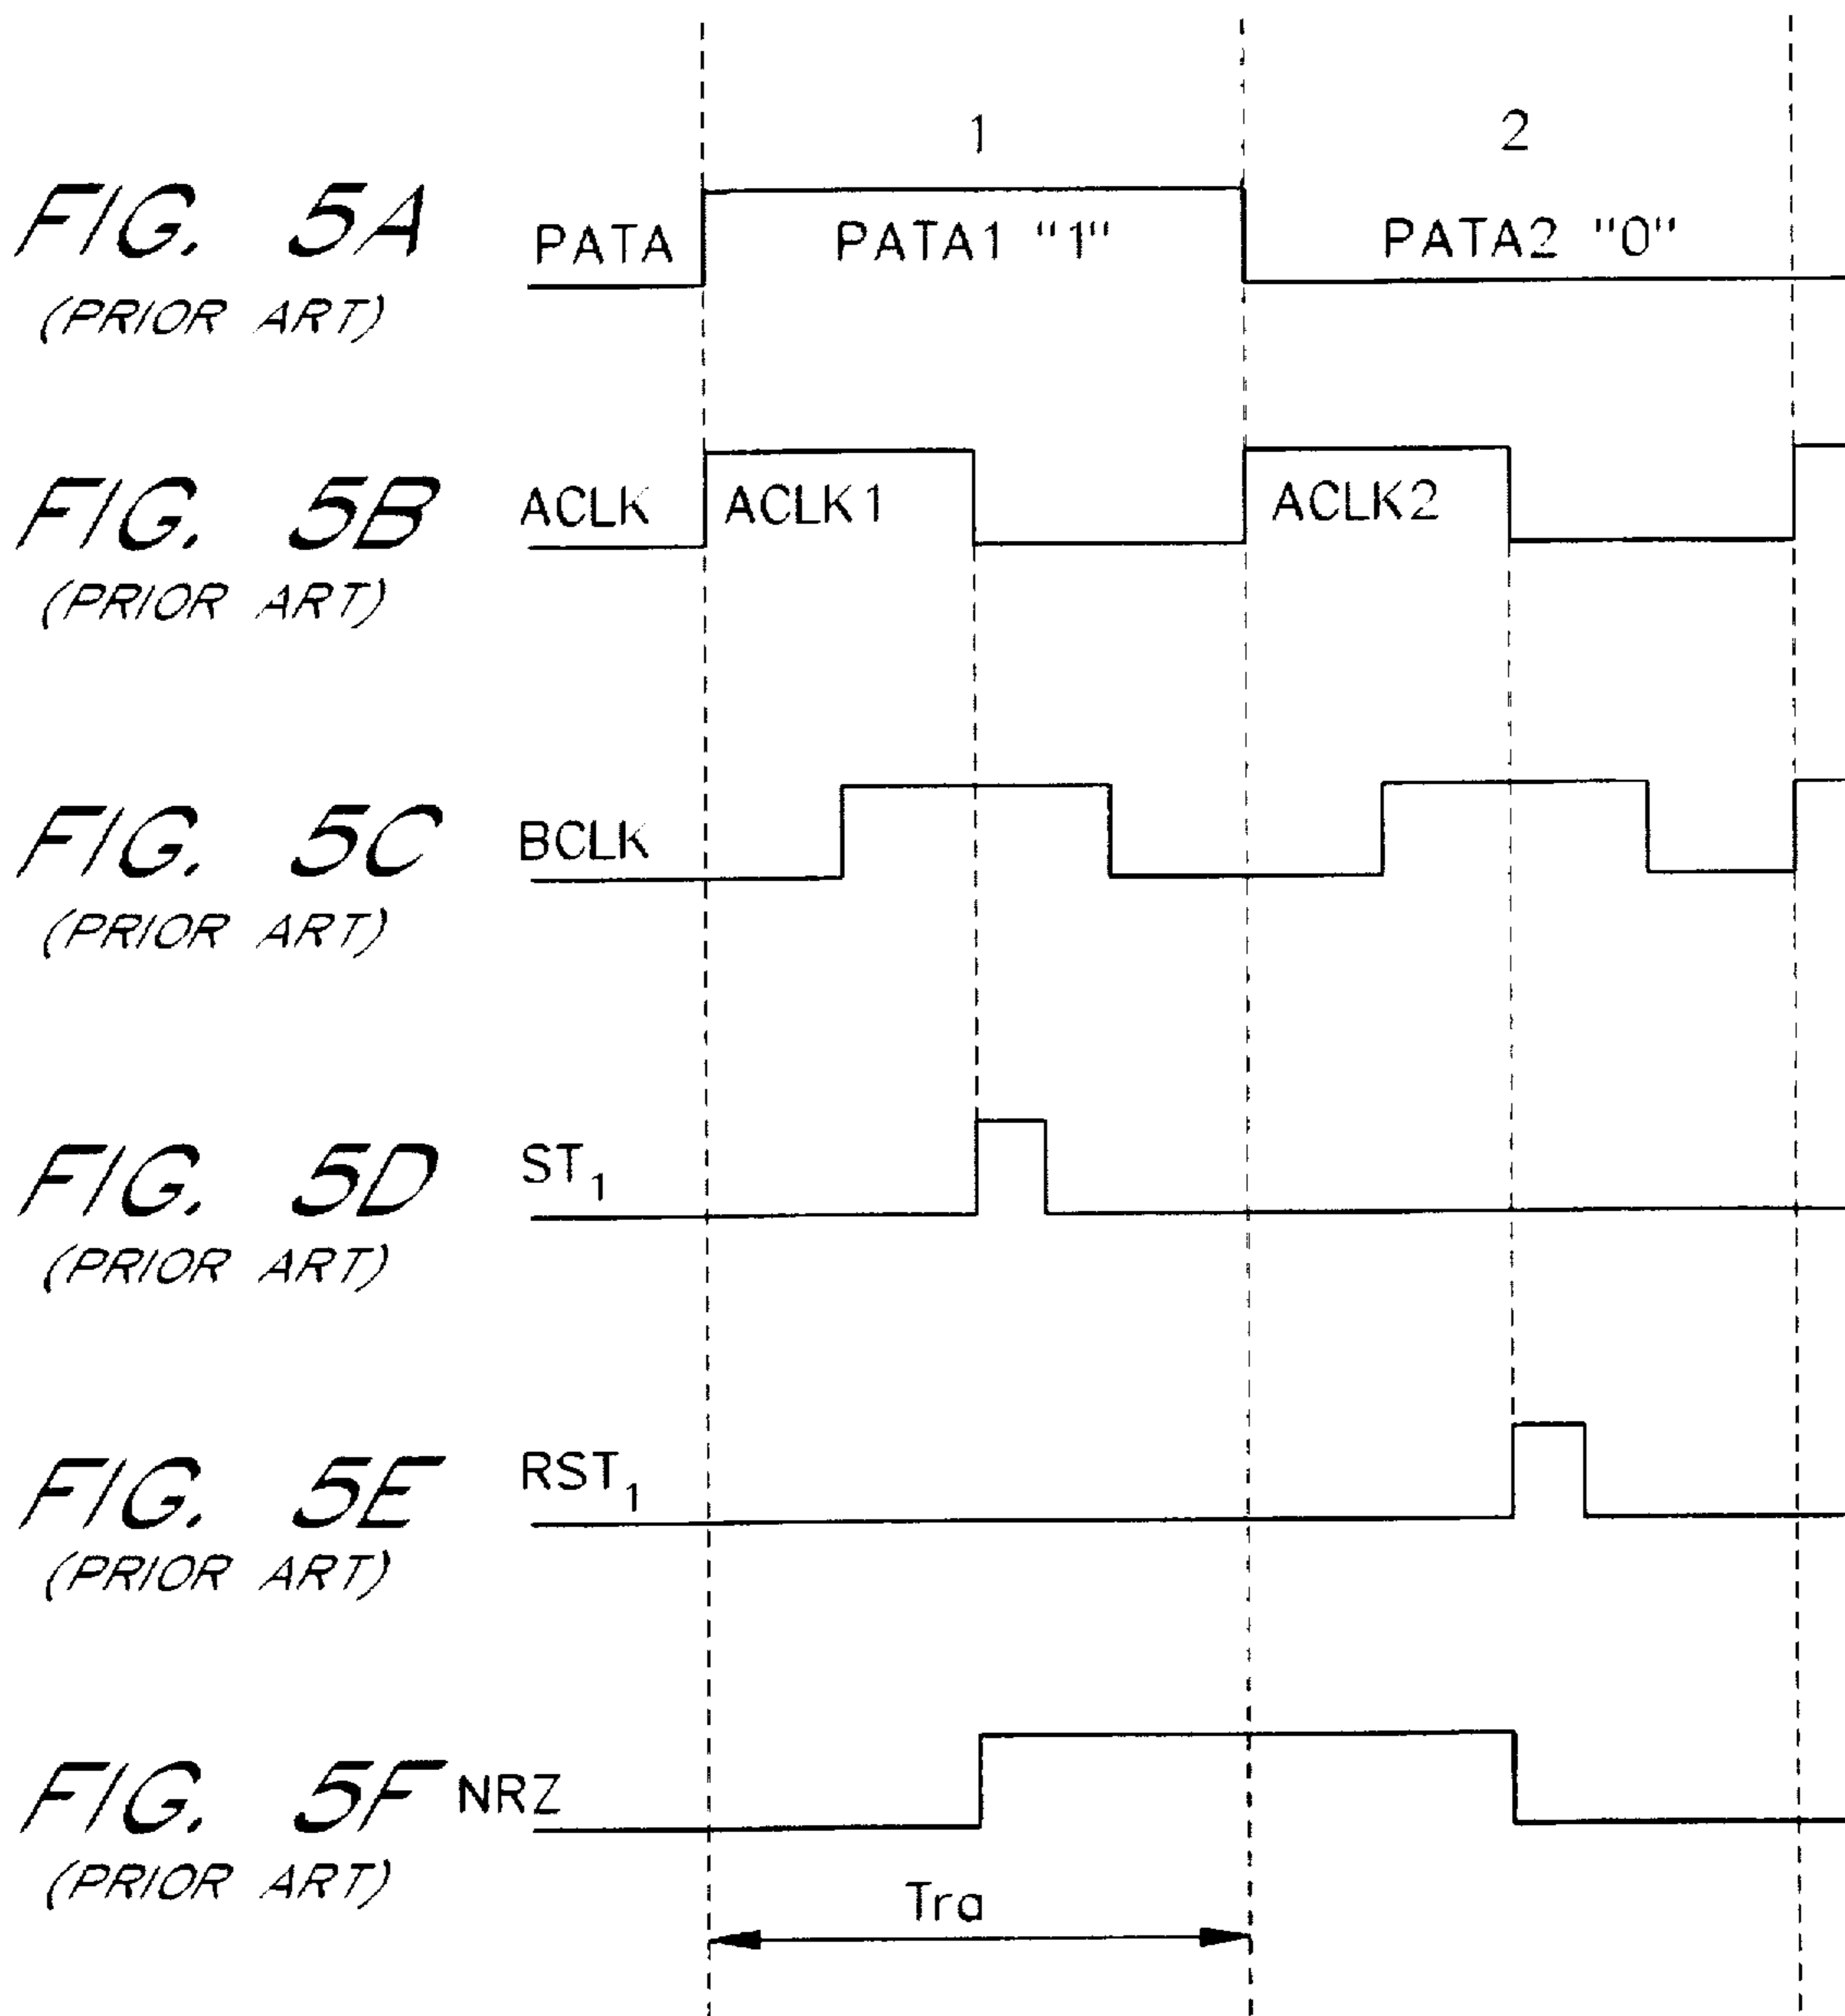 1 2
FIG. 5A PATA PATA1 "1" PATA2 "0"
(PRIOR ART)
FIG. 5B ACLK ACLK1 ACLK2
(PRIOR ART)
FIG. 5C BCLK
(PRIOR ART)
FIG. 5D ST1
(PRIOR ART)
FIG. 5E RST1
(PRIOR ART)
FIG. 5F NRZ
(PRIOR ART)
Tra